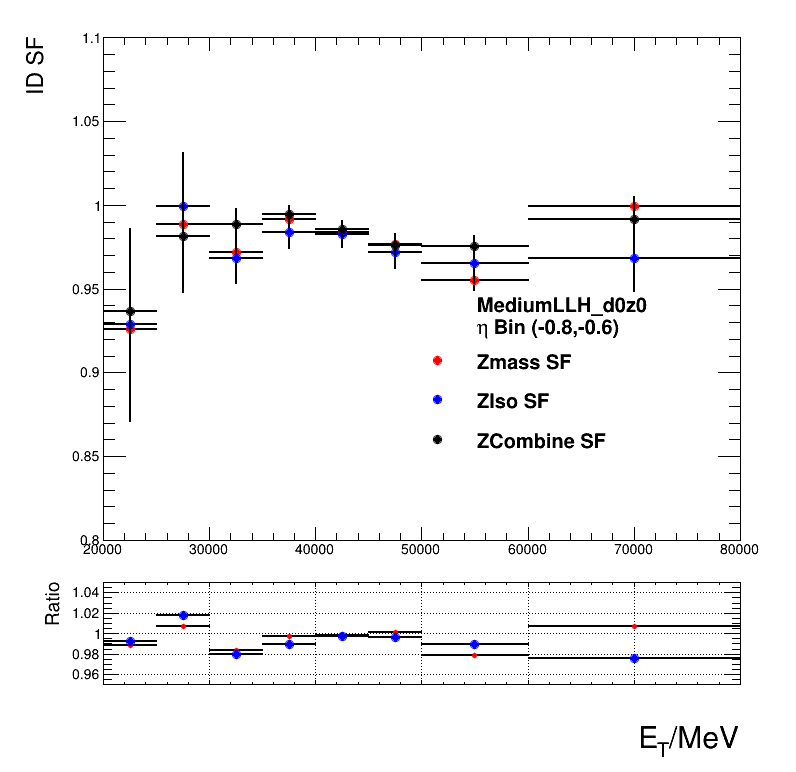 ID SF
1.1
1.05
1
0.95
0.9
0.85
0.8
MediumLLH_d0z0
η Bin (-0.8,-0.6)
Zmass SF
ZIso SF
ZCombine SF
20000 30000 40000 50000 60000 70000 80000
Ratio
1.04
1.02
1
0.98
0.96
E_T/MeV